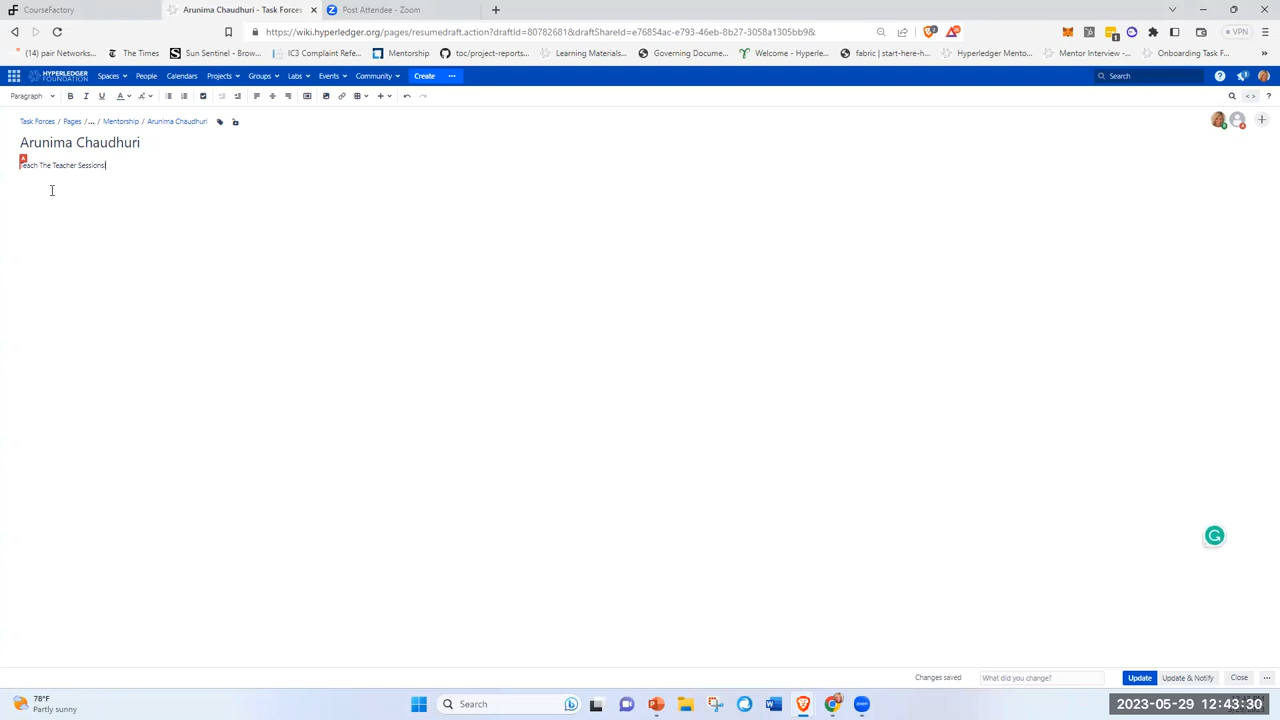 CourseFactory
Arunima Chaudhuri - Task Forces
Post Attendee - Zoom
https://wiki.hyperledger.org/pages/resumedraft.action?draftId=80782681&draftShareId=e76854ac-e793-46eb-8b27-3058a1305bb9&
VPN
(14) pair Networks...
The Times
Sun Sentinel - Brow...
IC3 Complaint Refe...
Mentorship
toc/project-reports...
Learning Materials...
Governing Docume...
Welcome - Hyperle...
fabric | start-here-h...
Hyperledger Mento...
Mentor Interview -...
Onboarding Task F...
HYPERLEDGER
FOUNDATION
Spaces
People
Calendars
Projects
Groups
Labs
Events
Community
Create
Search
Paragraph
B I U A
Task Forces / Pages /... / Mentorship / Arunima Chaudhuri
Arunima Chaudhuri
A
Teach The Teacher Sessions
G
Changes saved
What did you change?
Update
Update & Notify
Close
78°F
Partly sunny
Search
2023-05-29 12:43:30